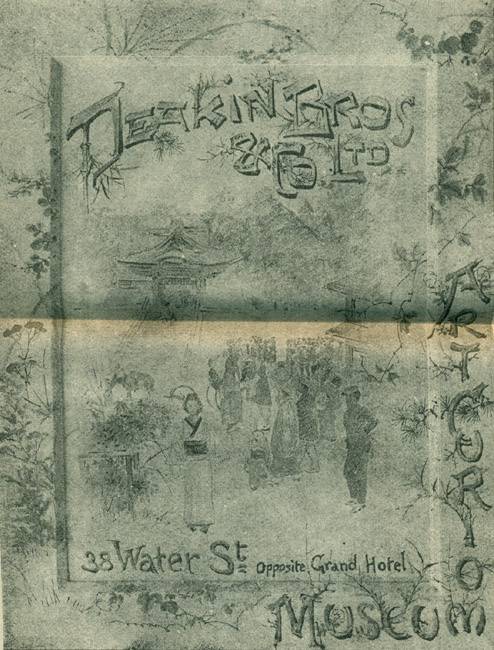 DEAKIN BROS
& CO LTD
ART CURIO
MUSEUM
38 Water St Opposite Grand Hotel